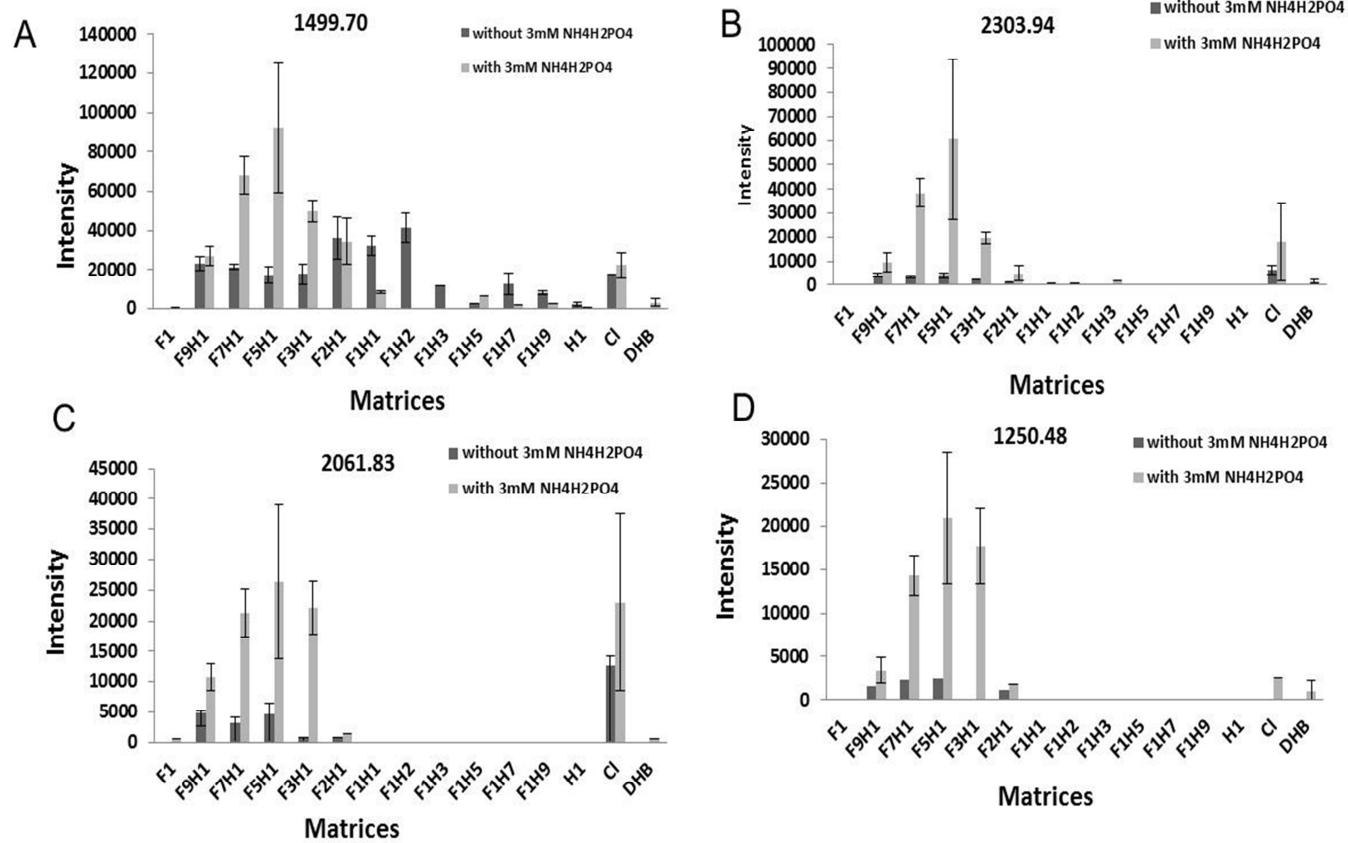 A
1499.70
without 3mM NH4H2PO4
with 3mM NH4H2PO4
Intensity
140000
120000
100000
80000
60000
40000
20000
0
F1
F9H1
F7H1
F5H1
F3H1
F2H1
F1H1
F1H2
F1H3
F1H5
F1H7
F1H9
H1
Cl
DHB
Matrices
B
2303.94
without 3mM NH4H2PO4
with 3mM NH4H2PO4
Intensity
100000
90000
80000
70000
60000
50000
40000
30000
20000
10000
0
F1
F9H1
F7H1
F5H1
F3H1
F2H1
F1H1
F1H2
F1H3
F1H5
F1H7
F1H9
H1
Cl
DHB
Matrices
C
2061.83
without 3mM NH4H2PO4
with 3mM NH4H2PO4
Intensity
45000
40000
35000
30000
25000
20000
15000
10000
5000
0
F1
F9H1
F7H1
F5H1
F3H1
F2H1
F1H1
F1H2
F1H3
F1H5
F1H7
F1H9
H1
Cl
DHB
Matrices
D
1250.48
without 3mM NH4H2PO4
with 3mM NH4H2PO4
Intensity
30000
25000
20000
15000
10000
5000
0
F1
F9H1
F7H1
F5H1
F3H1
F2H1
F1H1
F1H2
F1H3
F1H5
F1H7
F1H9
H1
Cl
DHB
Matrices